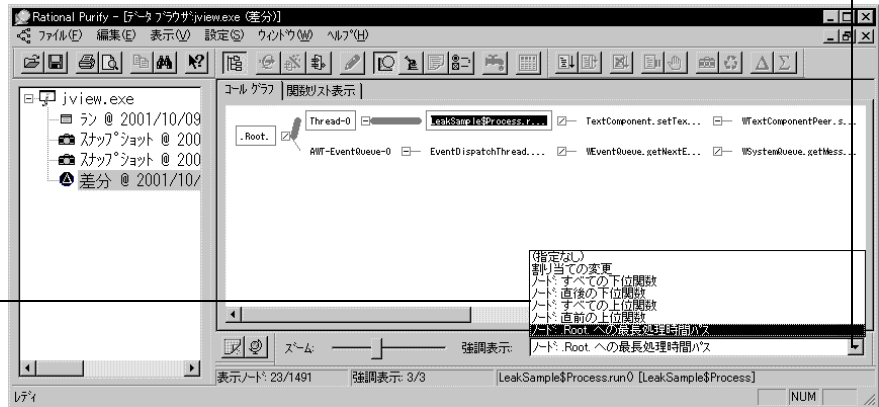 Rational Purify - [データ ブラウザ:jview.exe (差分)]
ファイル(F) 編集(E) 表示(V) 設定(S) ウィンドウ(W) ヘルプ(H)
jview.exe
ラン @ 2001/10/09
スナップショット @ 200
スナップショット @ 200
差分 @ 2001/10/
コール グラフ
関数リスト表示
.Root.
Thread-0
LeakSample$Process.r...
TextComponent.setTex...
WTextComponentPeer.s...
AWT-EventQueue-0
EventDispatchThread....
WEventQueue.getNextE...
WSystemQueue.getMess...
(指定なし)
割り当ての変更
ノード: すべての下位関数
ノード: 直後の下位関数
ノード: すべての上位関数
ノード: 直前の上位関数
ノード: .Root. への最長処理時間パス
ズーム:
強調表示:
ノード: .Root. への最長処理時間パス
表示ノード: 23/1491
強調表示: 3/3
LeakSample$Process.run() [LeakSample$Process]
レディ
NUM